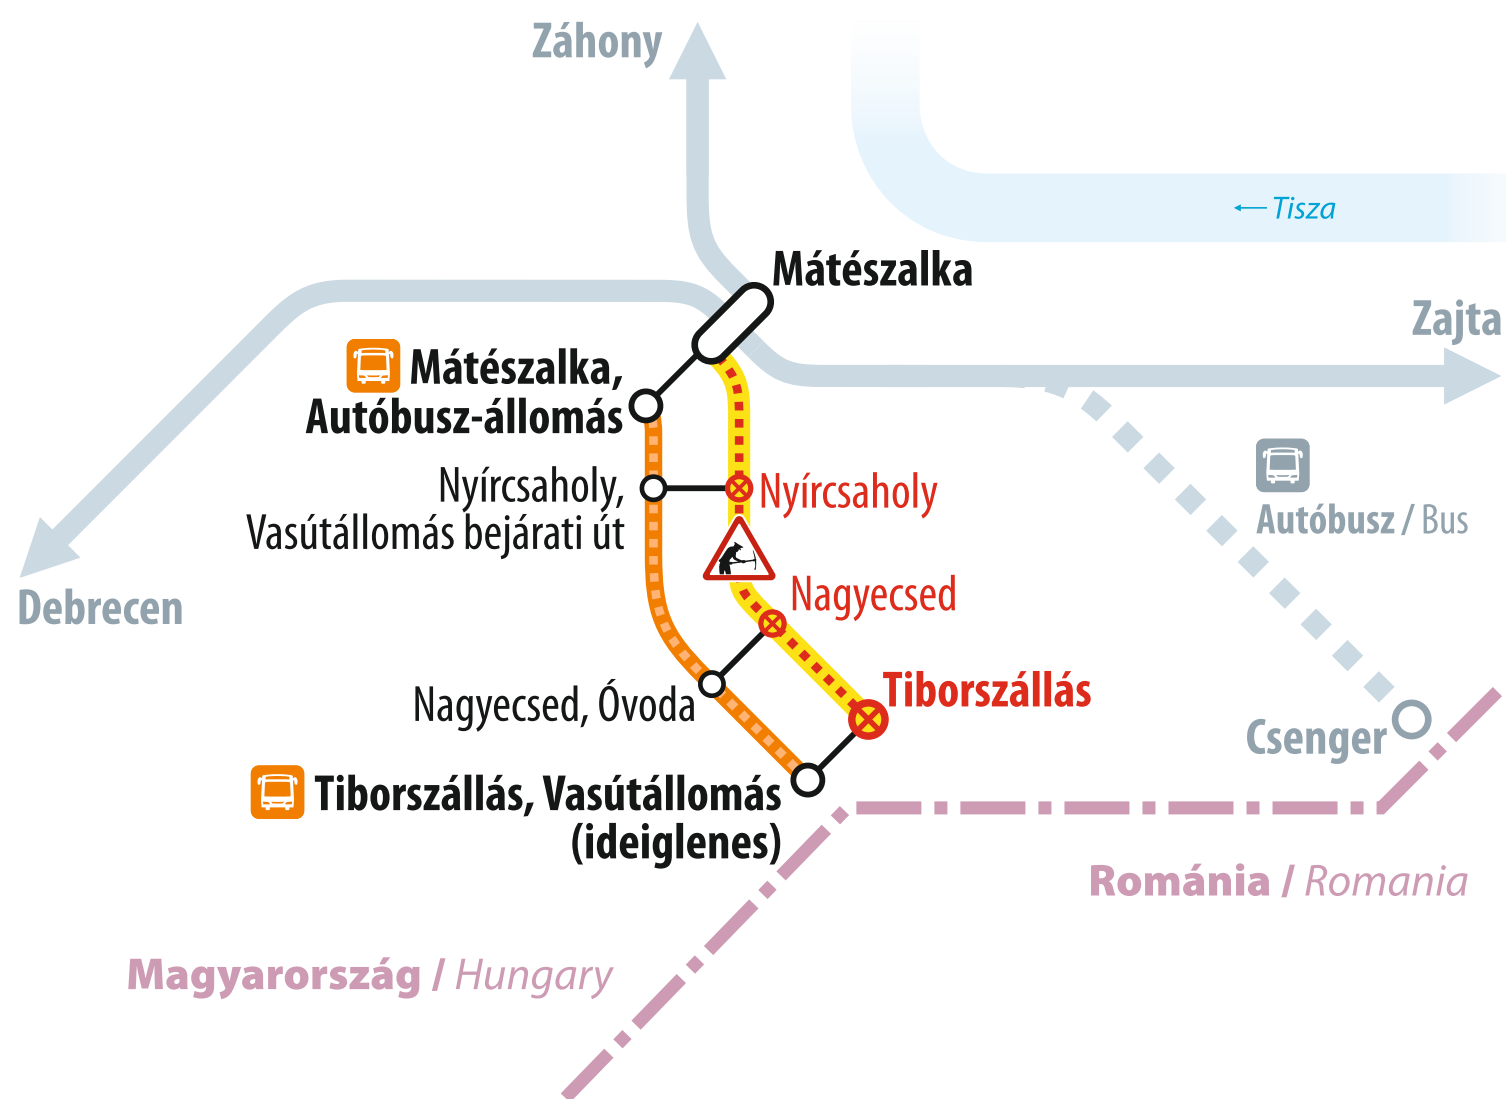 Záhony
← Tisza
Mátészalka
Zajta
Mátészalka,
Autóbusz-állomás
Nyírcsaholy,
Vasútállomás bejárati út
Nyírcsaholy
Autóbusz / Bus
Debrecen
Nagyecsed
Nagyecsed, Óvoda
Tiborszállás
Csenger
Tiborszállás, Vasútállomás
(ideiglenes)
Románia / Romania
Magyarország / Hungary